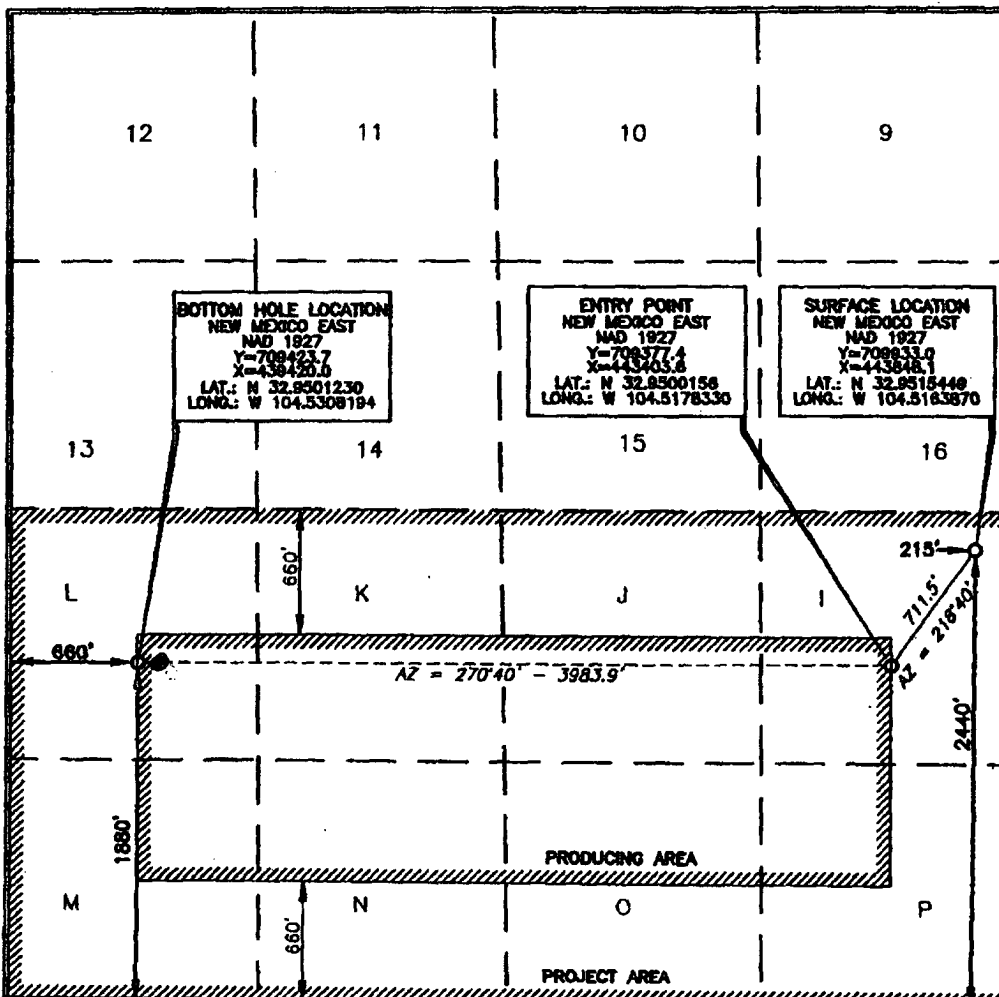 12
11
10
9
BOTTOM HOLE LOCATION
NEW MEXICO EAST
NAD 1927
Y=709423.7
X=439420.0
LAT.: N 32.9501230
LONG.: W 104.5308194
ENTRY POINT
NEW MEXICO EAST
NAD 1927
Y=709377.4
X=443403.6
LAT.: N 32.9500156
LONG.: W 104.5178330
SURFACE LOCATION
NEW MEXICO EAST
NAD 1927
Y=709933.0
X=443848.1
LAT.: N 32.9515449
LONG.: W 104.5163870
13
14
15
16
660'
215'
L
K
J
I
711.5'
AZ = 218°40'
660'
AZ = 270°40' - 3983.9'
2440'
1880'
PRODUCING AREA
M
N
O
P
660'
PROJECT AREA